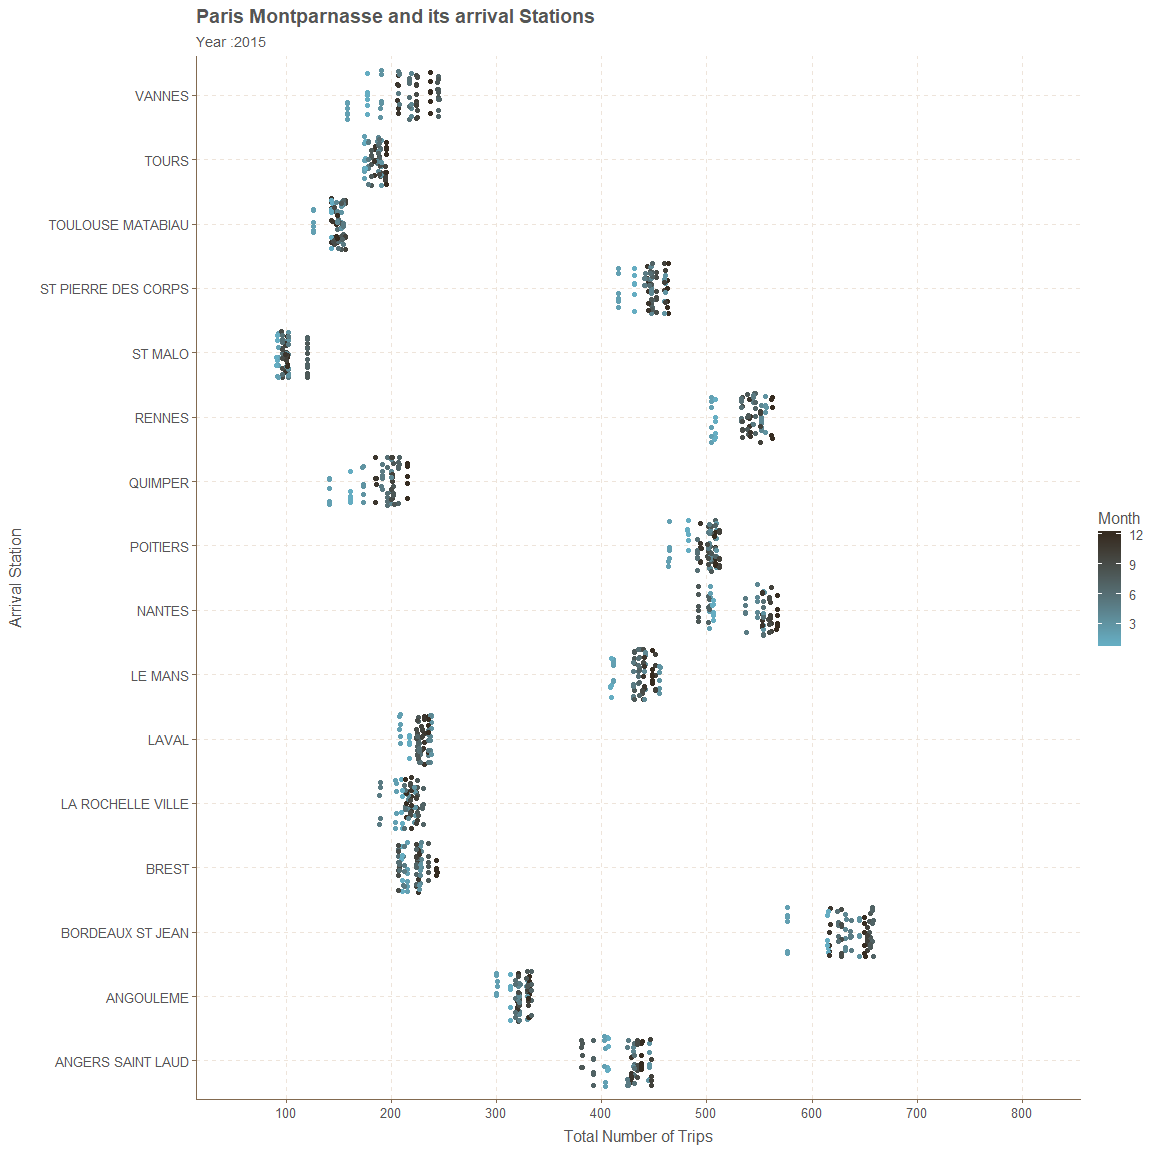 Paris Montparnasse and its arrival Stations
Year :2015
VANNES
TOURS
TOULOUSE MATABIAU
ST PIERRE DES CORPS
ST MALO
RENNES
QUIMPER
POITIERS
NANTES
LE MANS
LAVAL
LA ROCHELLE VILLE
BREST
BORDEAUX ST JEAN
ANGOULEME
ANGERS SAINT LAUD
Arrival Station
100 200 300 400 500 600 700 800
Total Number of Trips
Month
12
9
6
3